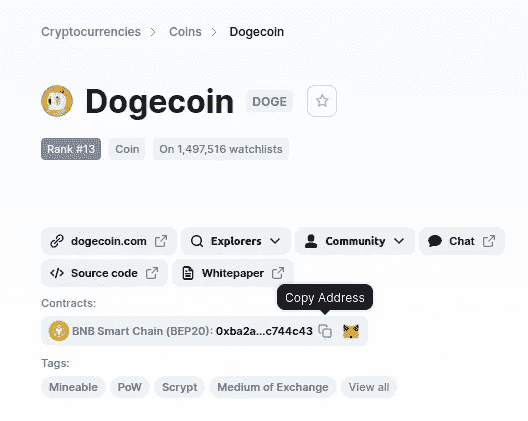 Cryptocurrencies > Coins > Dogecoin
Dogecoin DOGE
Rank #13 Coin On 1,497,516 watchlists
dogecoin.com Explorers Community Chat
Source code Whitepaper
Copy Address
Contracts:
BNB Smart Chain (BEP20): 0xba2a...c744c43
Tags:
Mineable PoW Scrypt Medium of Exchange View all